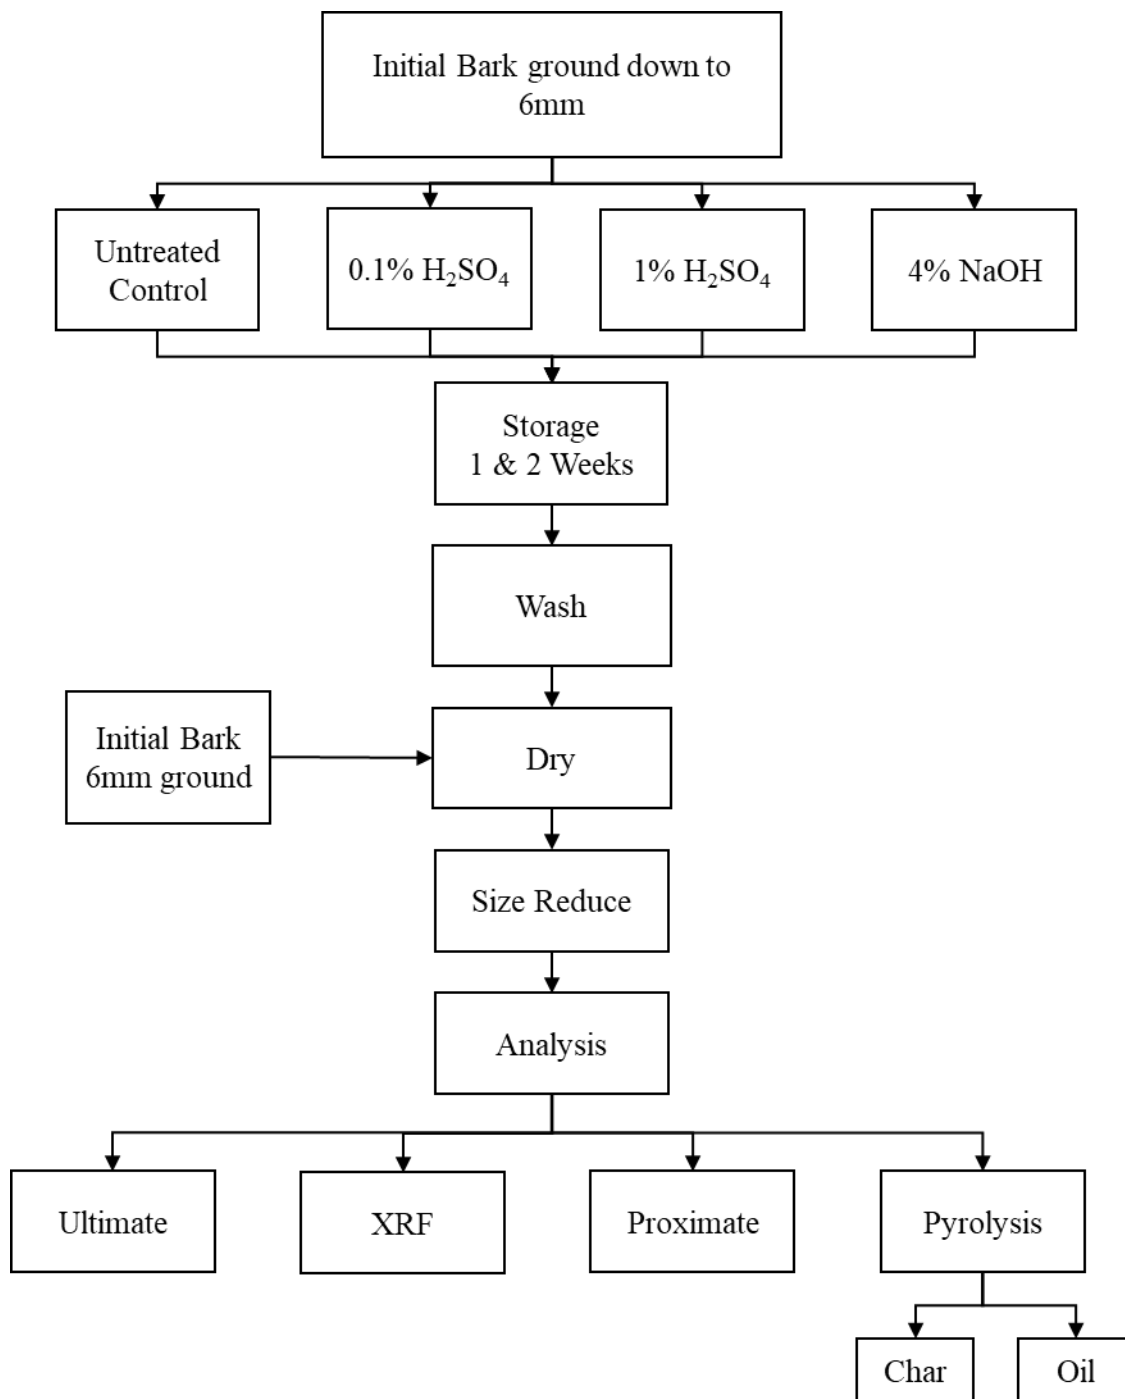 Initial Bark ground down to
6mm
Untreated
Control
0.1% H₂SO₄
1% H₂SO₄
4% NaOH
Storage
1 & 2 Weeks
Wash
Initial Bark
6mm ground
Dry
Size Reduce
Analysis
Ultimate
XRF
Proximate
Pyrolysis
Char
Oil